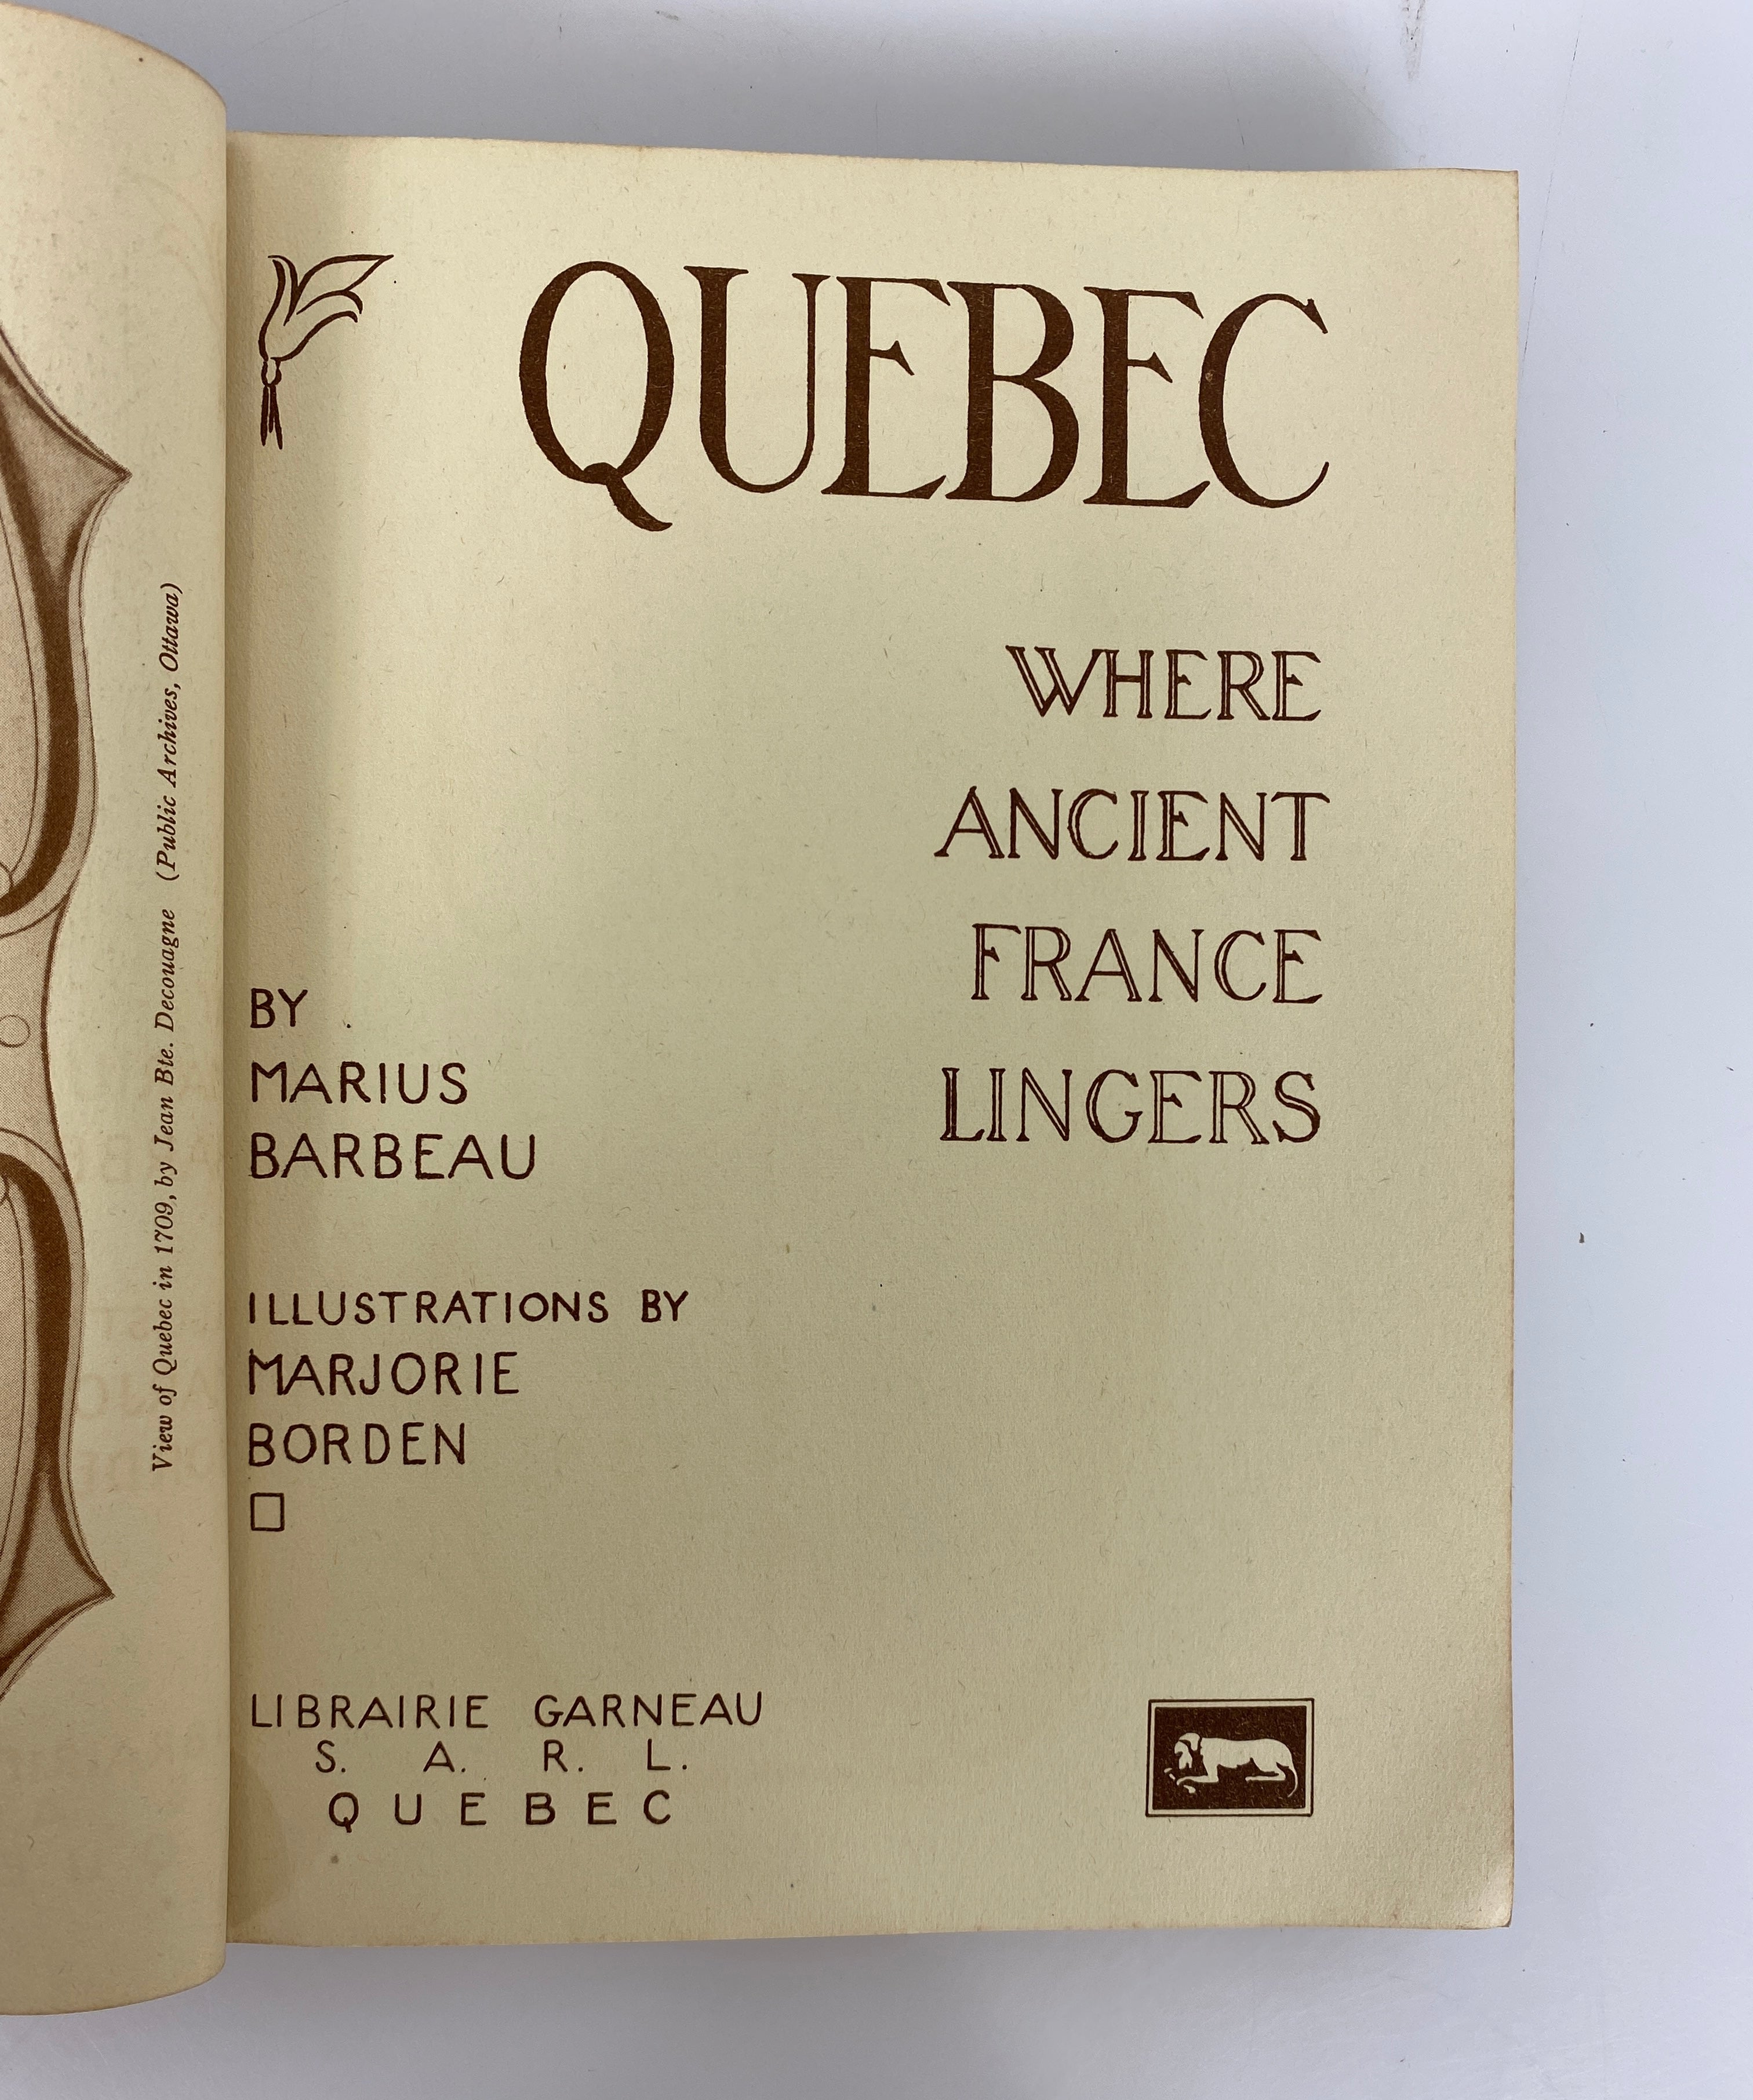 View of Quebec in 1709, by Jean Bte. Decouagne (Public Archives, Ottawa)
QUEBEC
WHERE
ANCIENT
FRANCE
LINGERS
BY
MARIUS
BARBEAU
ILLUSTRATIONS BY
MARJORIE
BORDEN
LIBRAIRIE GARNEAU
S. A. R. L.
QUEBEC